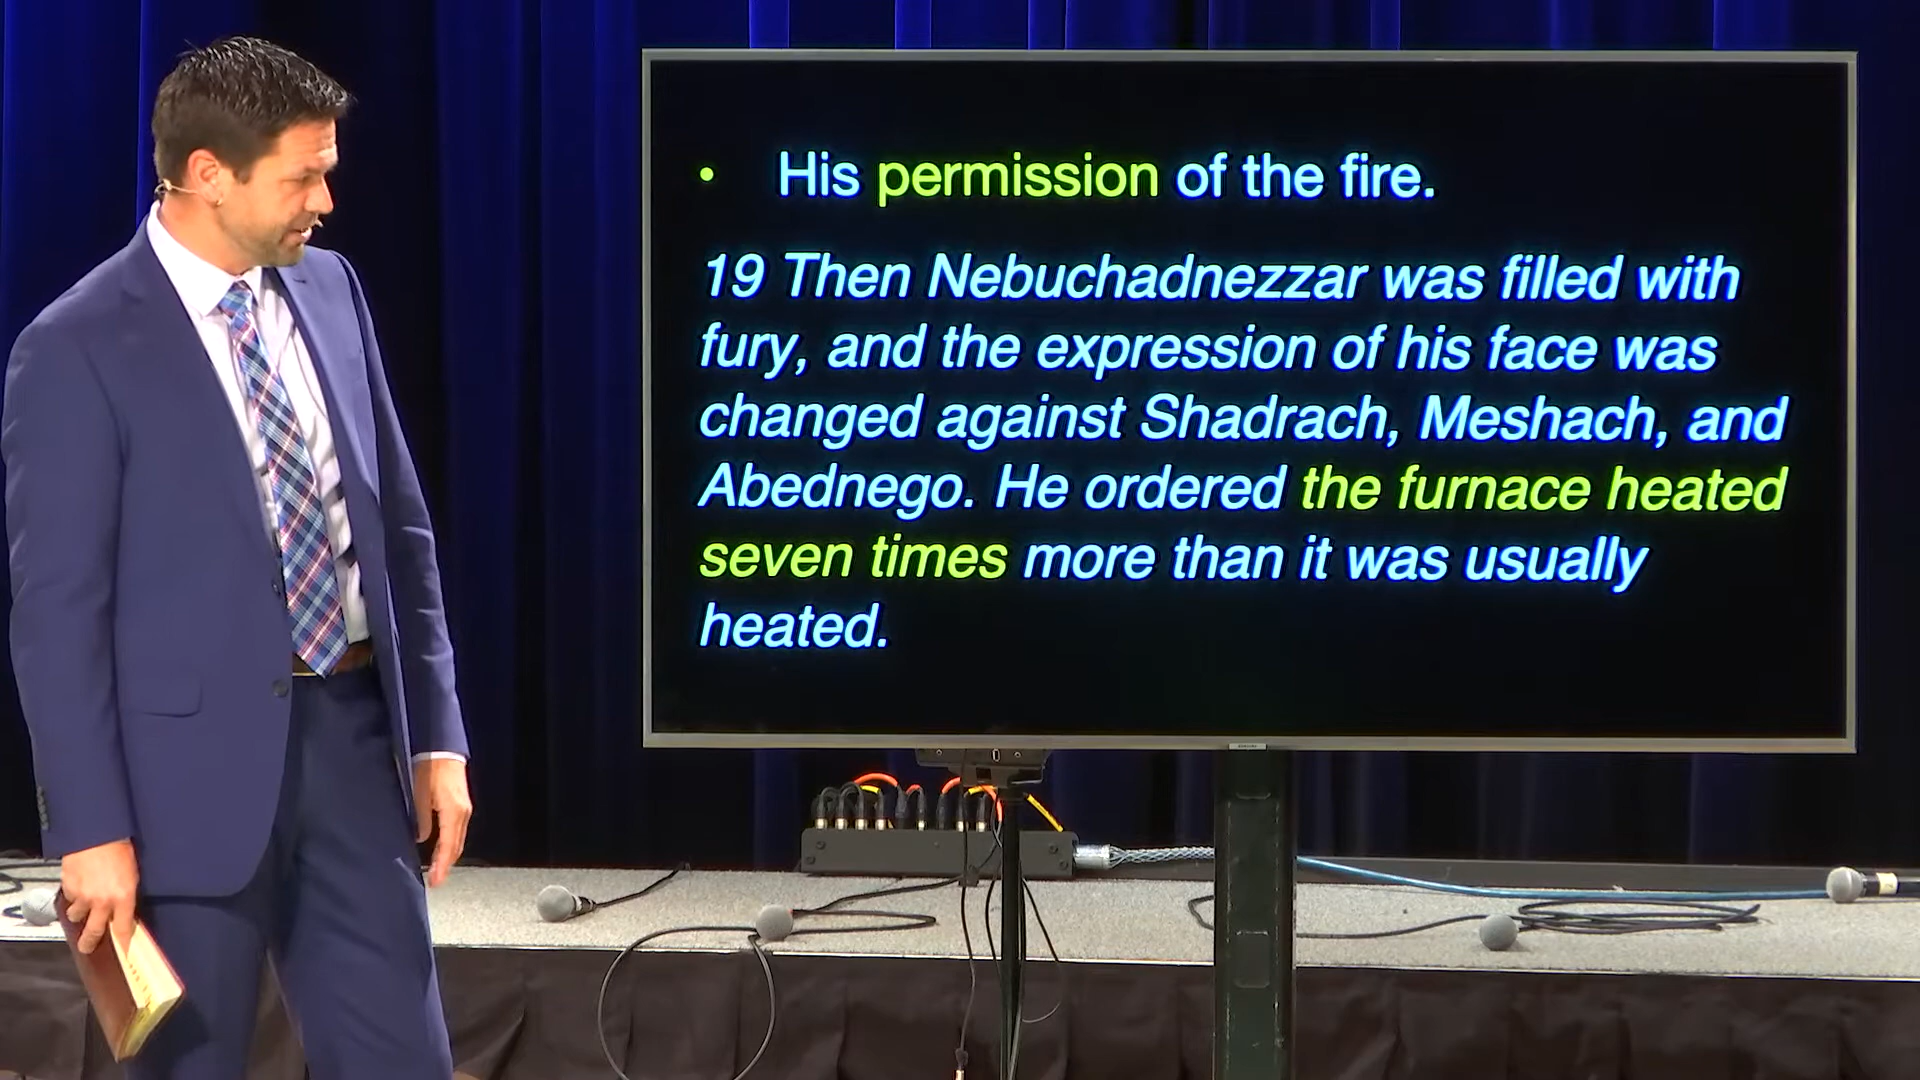 • His permission of the fire.
19 Then Nebuchadnezzar was filled with
fury, and the expression of his face was
changed against Shadrach, Meshach, and
Abednego. He ordered the furnace heated
seven times more than it was usually
heated.